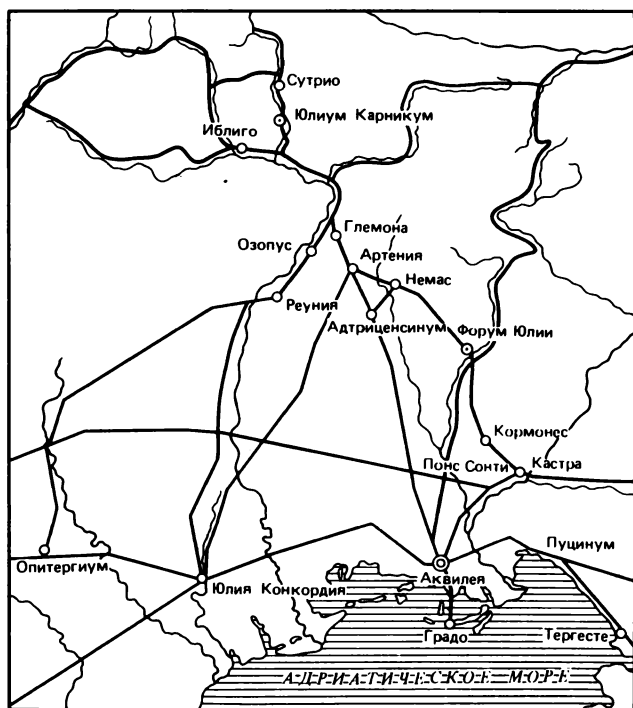 Сутрио
Юлиум Карникум
Иблиго
Глемона
Озопус
Артения
Немас
Реуния
Адтриценсинум
Форум Юлии
Кормонес
Понс Сонти
Кастра
Пуцинум
Опитергиум
Аквилея
Юлия Конкордия
Градо
Тергесте
АДРИАТИЧЕСКОЕ МОРЕ